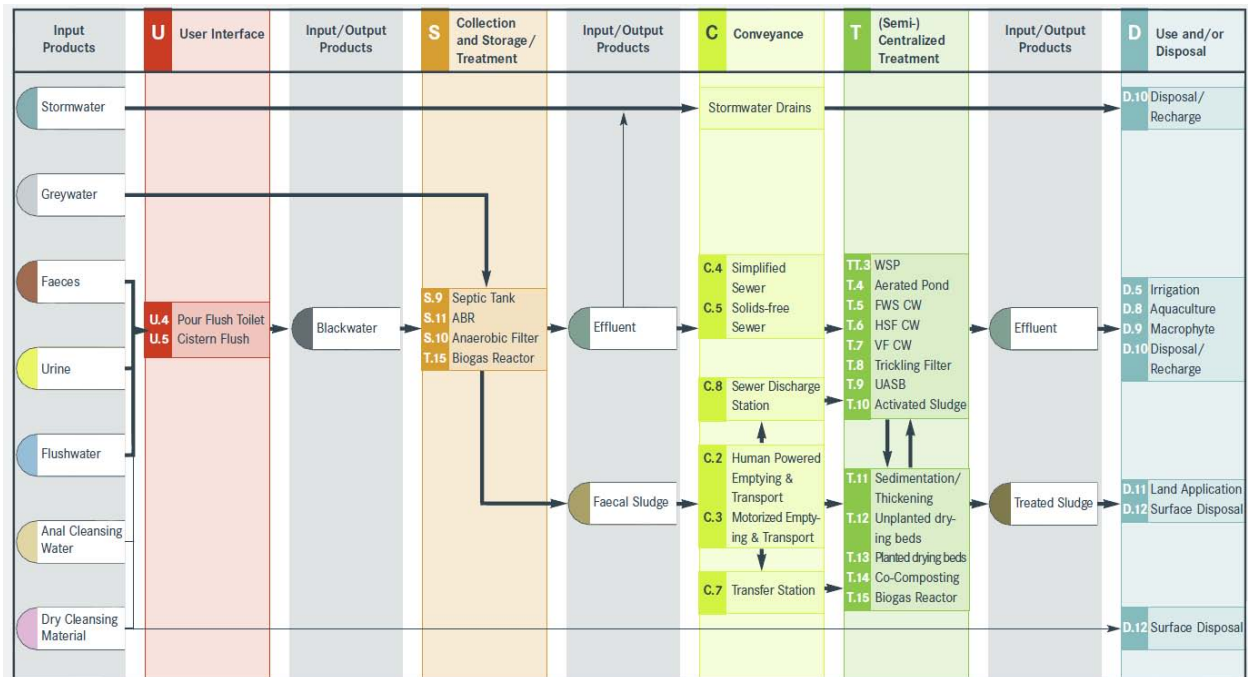 Input
Products
U User Interface
Input/Output
Products
S Collection
and Storage/
Treatment
Input/Output
Products
C Conveyance
T (Semi-)
Centralized
Treatment
Input/Output
Products
D Use and/or
Disposal
Stormwater
Greywater
Faeces
Urine
Flushwater
Anal Cleansing
Water
Dry Cleansing
Material
U.4 Pour Flush Toilet
U.5 Cistern Flush
Blackwater
S.9 Septic Tank
S.11 ABR
S.10 Anaerobic Filter
T.15 Biogas Reactor
Effluent
Faecal Sludge
Stormwater Drains
C.4 Simplified
Sewer
C.5 Solids-free
Sewer
C.8 Sewer Discharge
Station
C.2 Human Powered
Emptying &
Transport
C.3 Motorized Empty-
ing & Transport
C.7 Transfer Station
TT.3 WSP
T.4 Aerated Pond
T.5 FWS CW
T.6 HSF CW
T.7 VF CW
T.8 Trickling Filter
T.9 UASB
T.10 Activated Sludge
T.11 Sedimentation/
Thickening
T.12 Unplanted dry-
ing beds
T.13 Planted drying beds
T.14 Co-Composting
T.15 Biogas Reactor
Effluent
Treated Sludge
D.10 Disposal/
Recharge
D.5 Irrigation
D.8 Aquaculture
D.9 Macrophyte
D.10 Disposal/
Recharge
D.11 Land Application
D.12 Surface Disposal
D.12 Surface Disposal